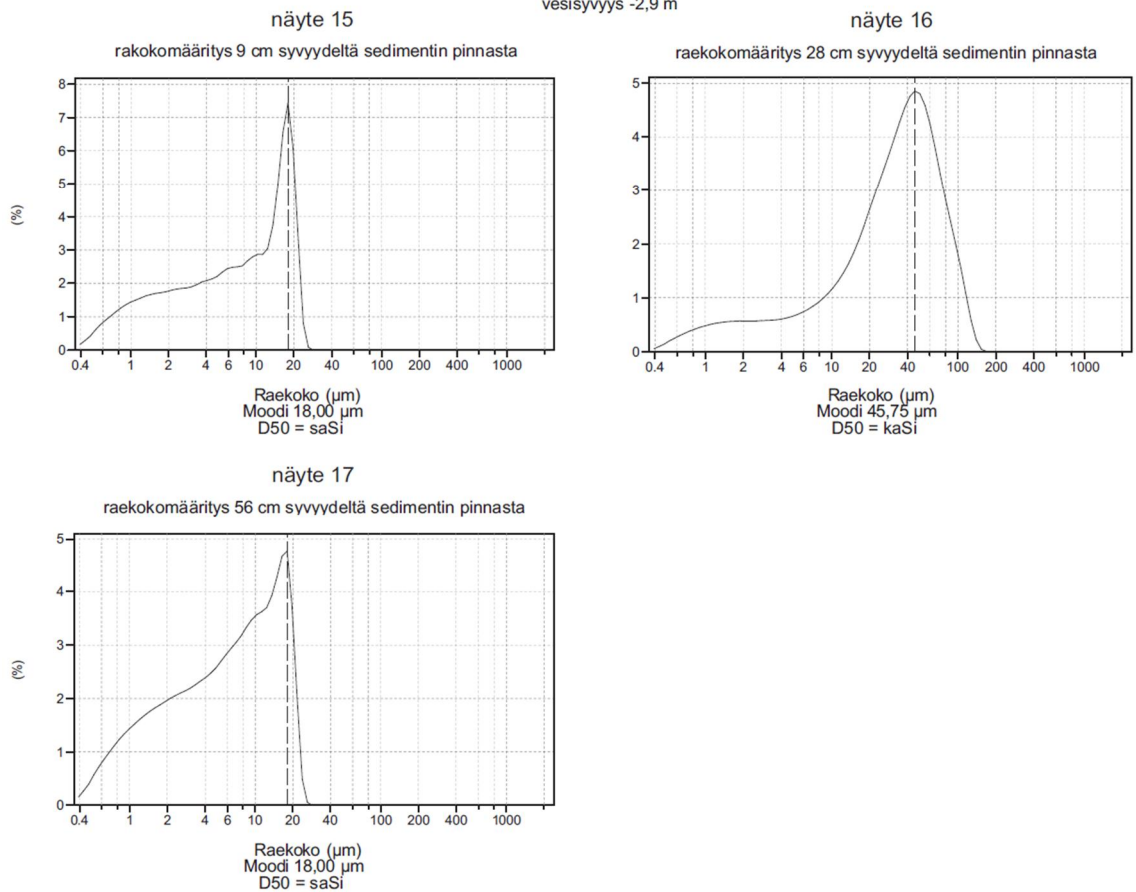 vesisyvyys -2,9 m
näyte 15
rakokomääritys 9 cm syvyydeltä sedimentin pinnasta
8
7
6
5
4
3
2
1
0
(%)
0.4 1 2 4 6 10 20 40 100 200 400 1000
Raekoko (µm)
Moodi 18,00 µm
D50 = saSi
näyte 16
raekokomääritys 28 cm syvyydeltä sedimentin pinnasta
5
4
3
2
1
0
0.4 1 2 4 6 10 20 40 100 200 400 1000
Raekoko (µm)
Moodi 45,75 µm
D50 = kaSi
näyte 17
raekokomääritys 56 cm syvyydeltä sedimentin pinnasta
5
4
3
2
1
0
(%)
0.4 1 2 4 6 10 20 40 100 200 400 1000
Raekoko (µm)
Moodi 18,00 µm
D50 = saSi